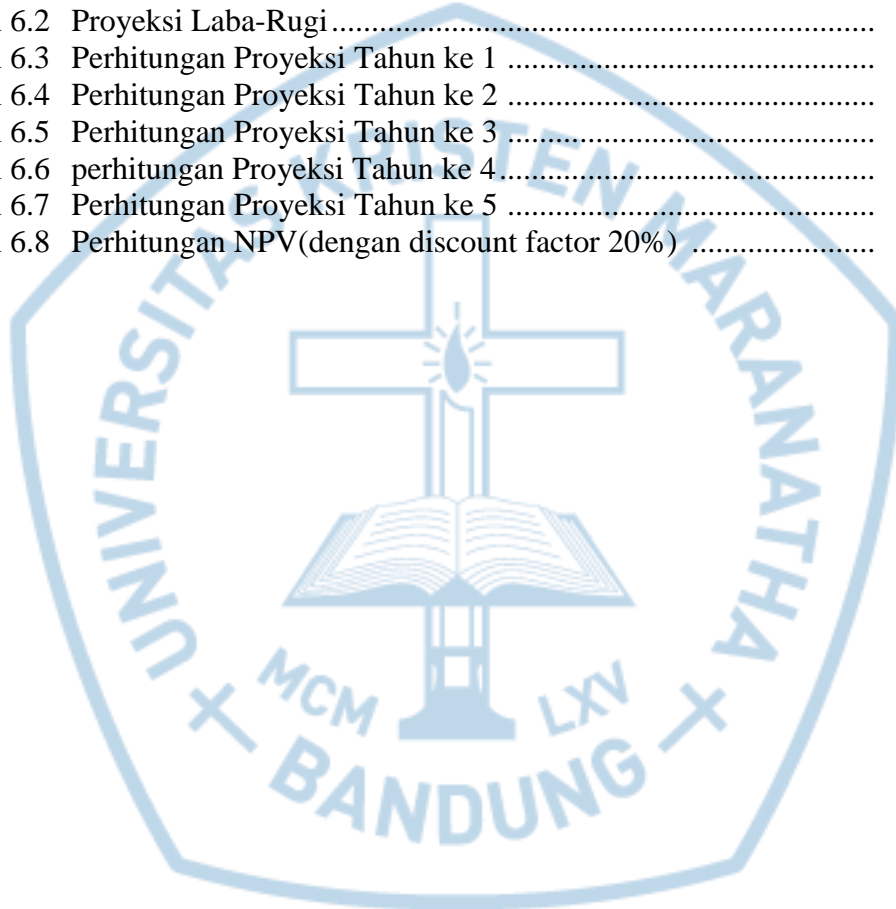 6.2 Proyeksi Laba-Rugi ....................................................................
6.3 Perhitungan Proyeksi Tahun ke 1 ..............................................
6.4 Perhitungan Proyeksi Tahun ke 2 ..............................................
6.5 Perhitungan Proyeksi Tahun ke 3 ..............................................
6.6 perhitungan Proyeksi Tahun ke 4 ...............................................
6.7 Perhitungan Proyeksi Tahun ke 5 ..............................................
6.8 Perhitungan NPV(dengan discount factor 20%) .......................
UNIVERSITAS KRISTEN MARANATHA
MCM LXV
BANDUNG